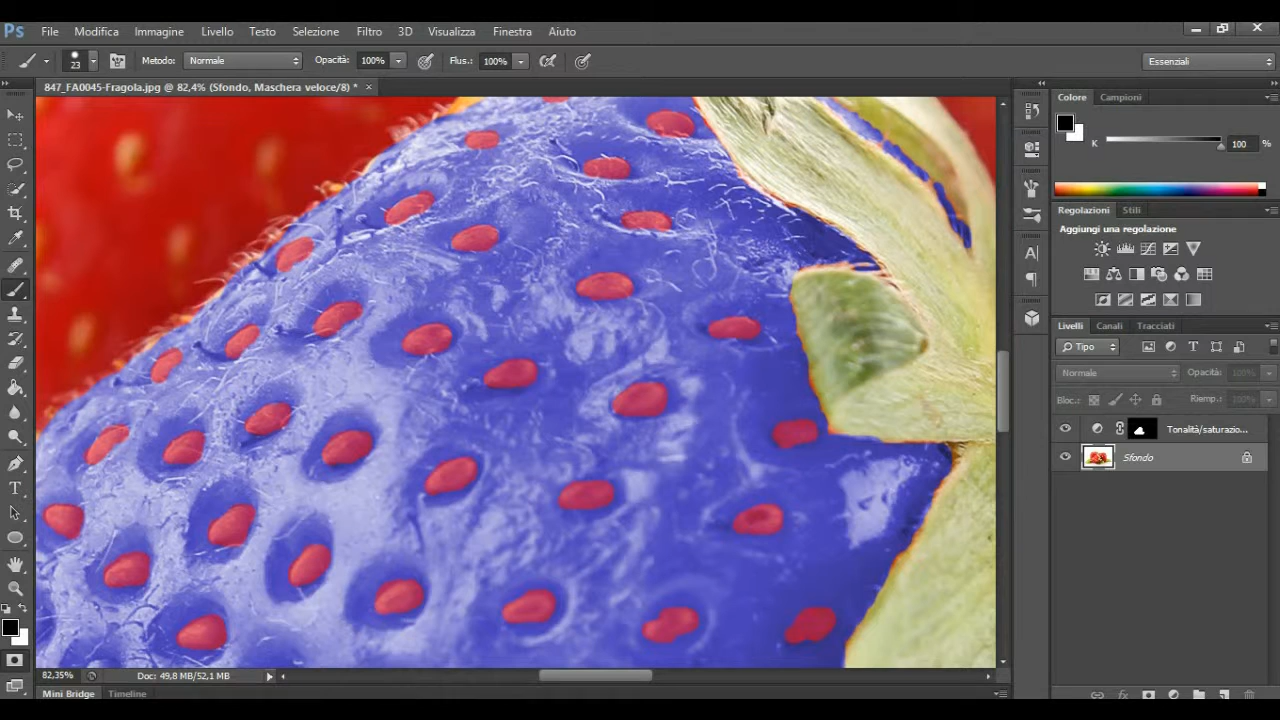 Ps File Modifica Immagine Livello Testo Selezione Filtro 3D Visualizza Finestra Aiuto
23 Metodo: Normale Opacità: 100% Flus.: 100% Essenziali
847_FA0045-Fragola.jpg @ 82,4% (Sfondo, Maschera veloce/8) *
Colore Campioni
K 100 %
Regolazioni Stili
Aggiungi una regolazione
Livelli Canali Tracciati
Tipo
Normale Opacità: 100%
Bloc.: Riemp.: 100%
Tonalità/saturazio...
Sfondo
82,35% Doc: 49,8 MB/52,1 MB
Mini Bridge Timeline